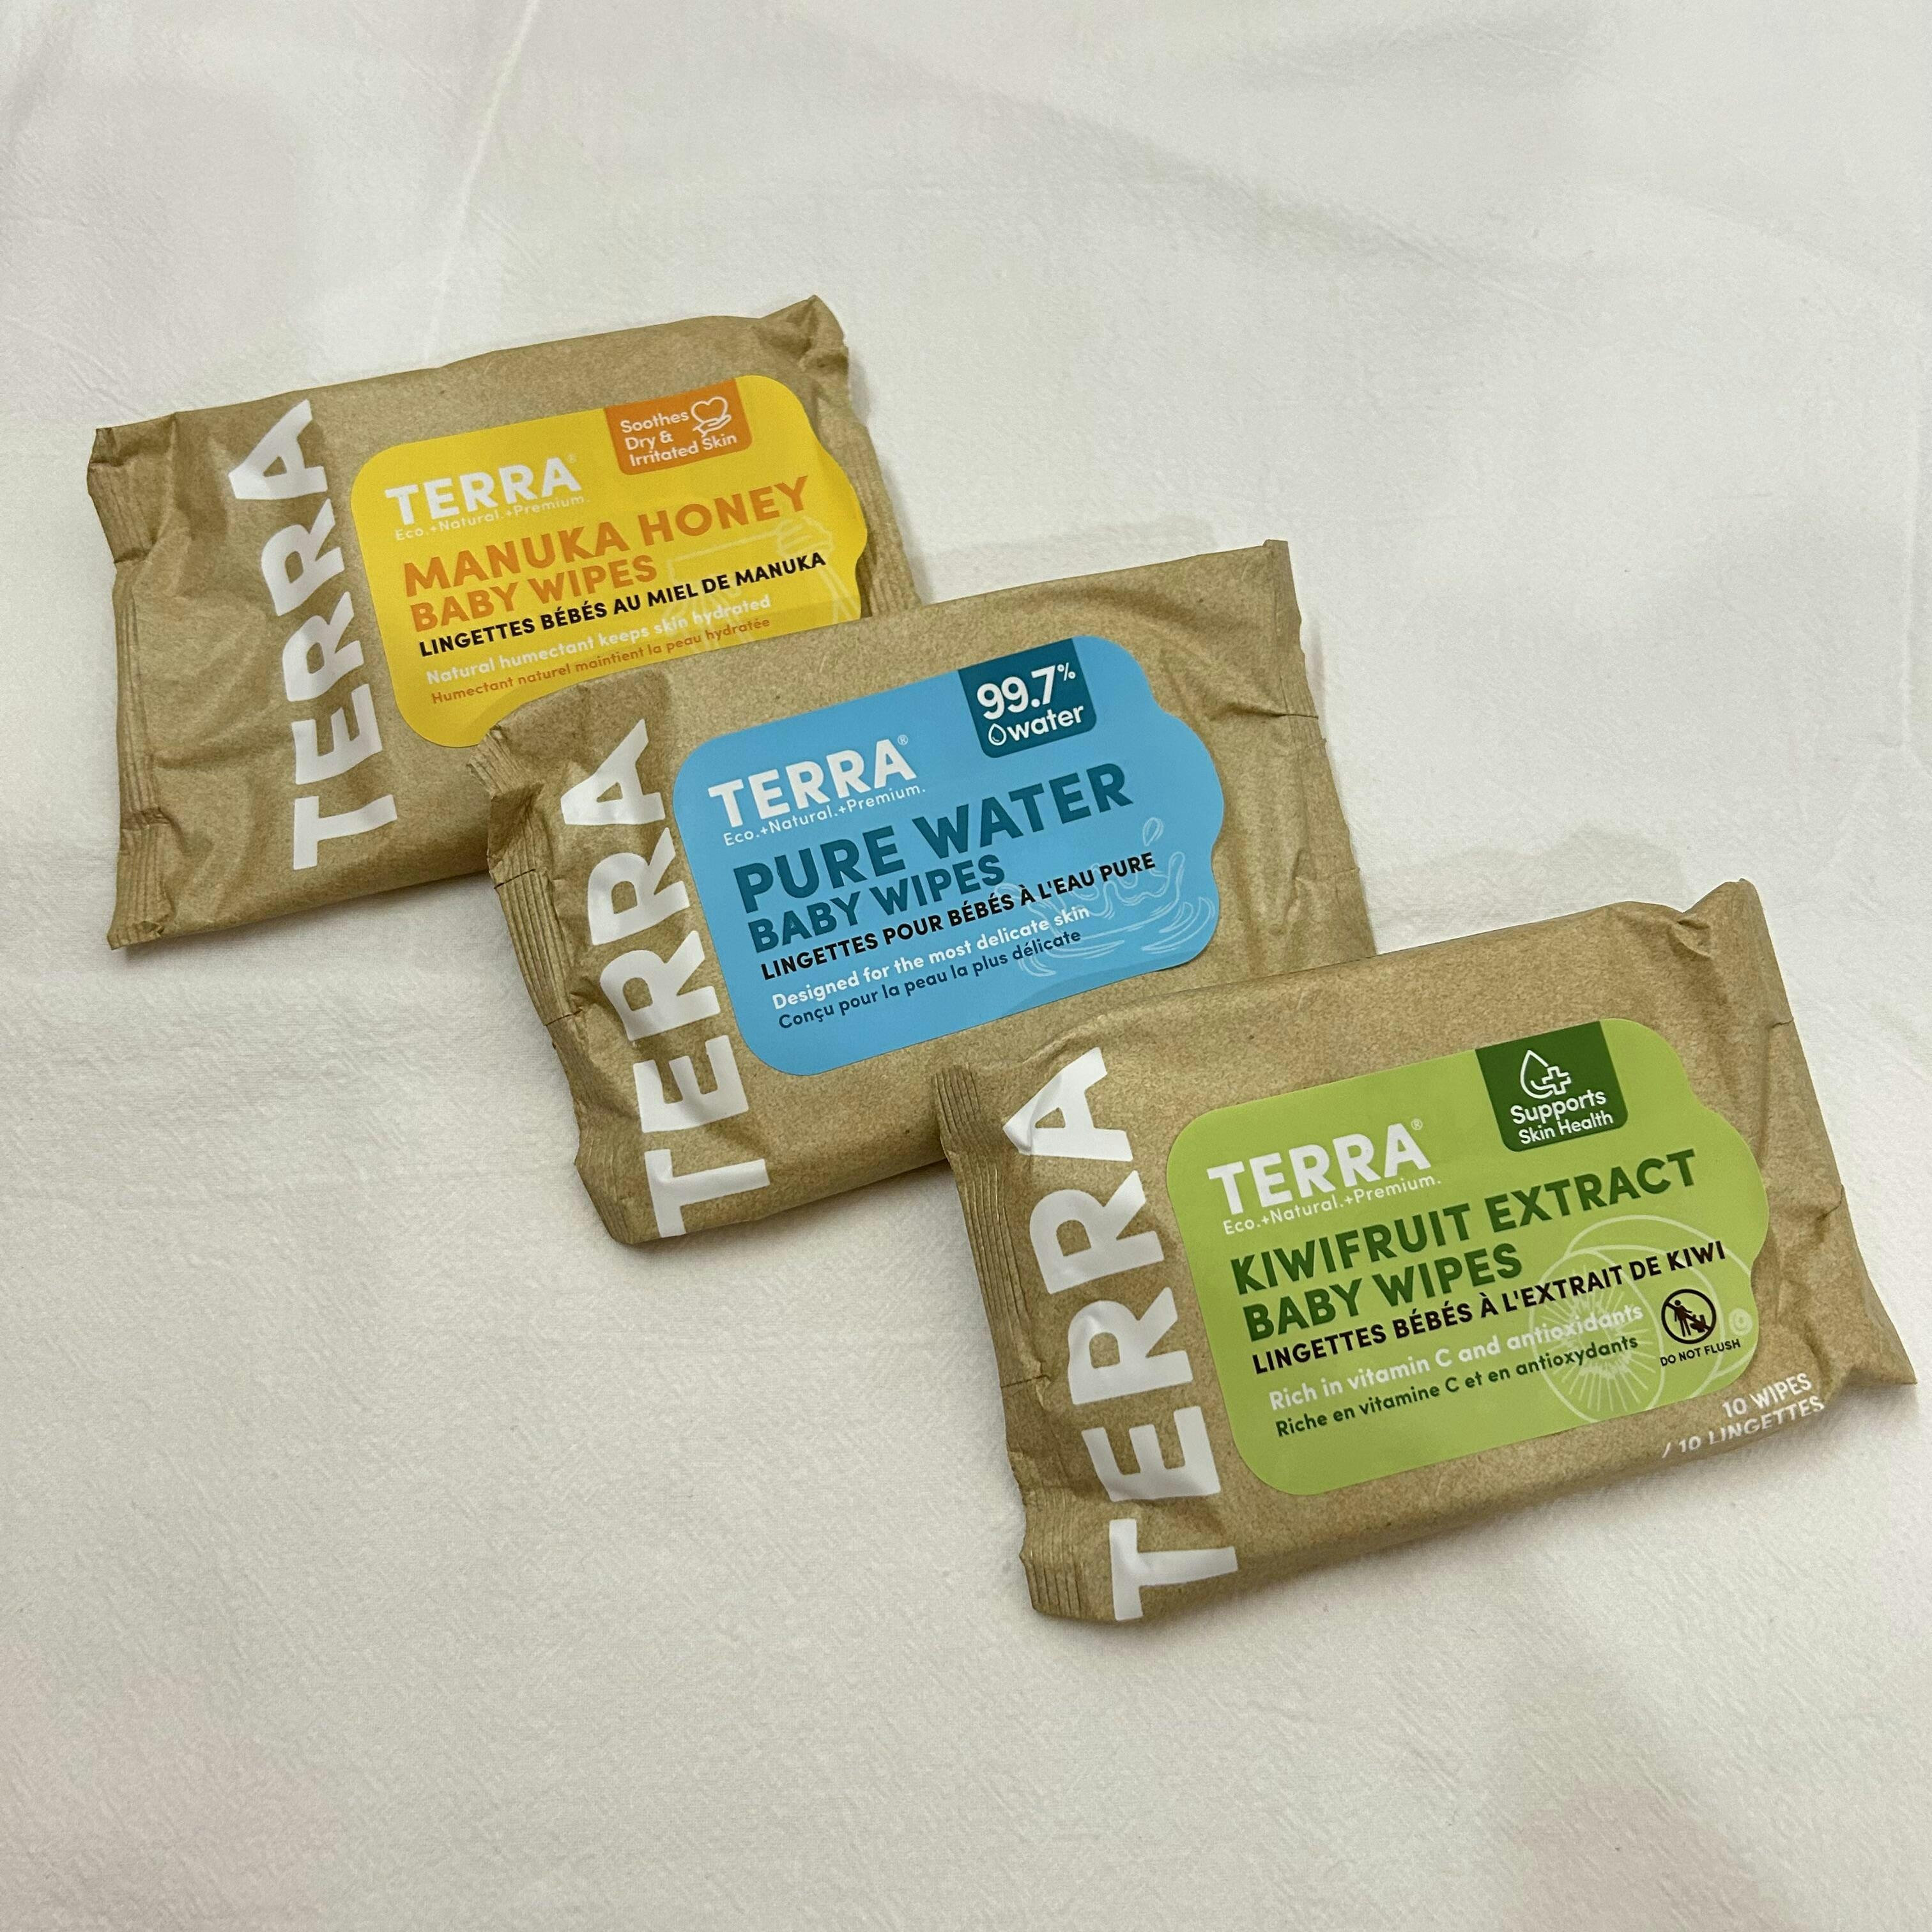 TERRA
Soothes
Dry &
Irritated Skin
TERRA®
Eco.+Natural.+Premium.
MANUKA HONEY
BABY WIPES
LINGETTES BÉBÉS AU MIEL DE MANUKA
Natural humectant keeps skin hydrated
Humectant naturel maintient la peau hydratée
TERRA
99.7%
water
TERRA®
Eco.+Natural.+Premium.
PURE WATER
BABY WIPES
LINGETTES POUR BÉBÉS À L'EAU PURE
Designed for the most delicate skin
Conçu pour la peau la plus délicate
TERRA
Supports
Skin Health
TERRA®
Eco.+Natural.+Premium.
KIWIFRUIT EXTRACT
BABY WIPES
LINGETTES BÉBÉS À L'EXTRAIT DE KIWI
Rich in vitamin C and antioxidants
Riche en vitamine C et en antioxydants
DO NOT FLUSH
10 WIPES
/ 10 LINGETTES